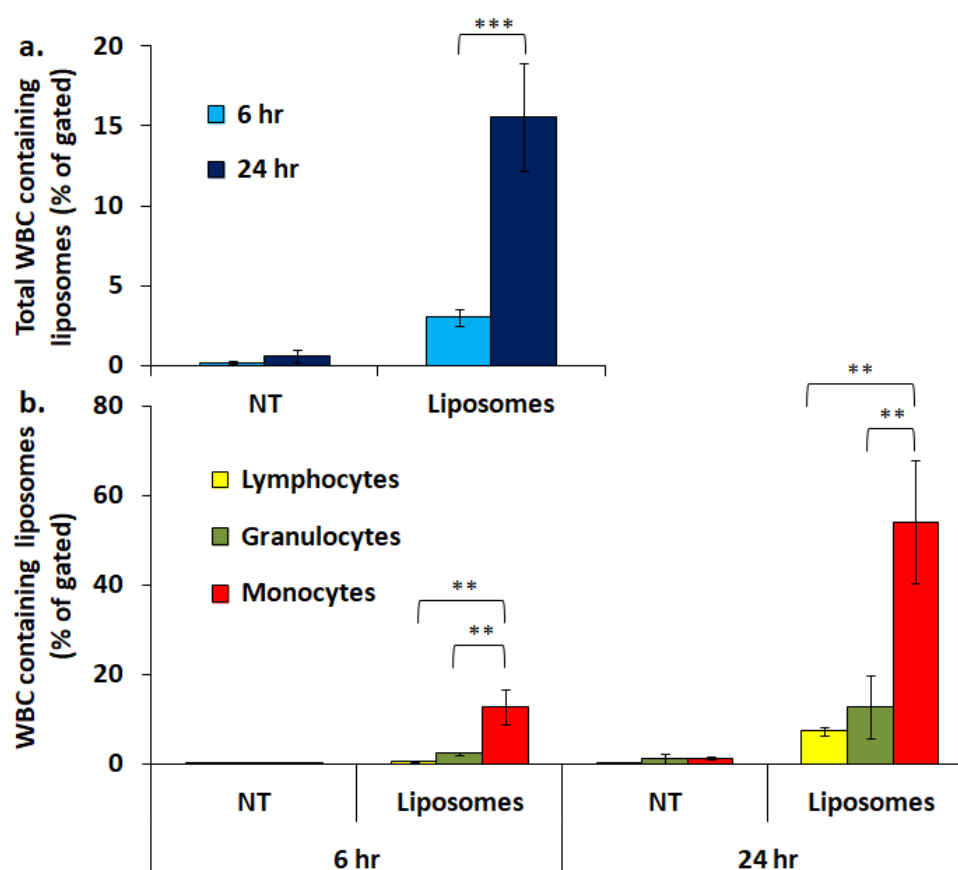 a.
Total WBC containing
liposomes (% of gated)
20
15
10
5
0
6 hr
24 hr
***
NT
Liposomes
b.
WBC containing liposomes
(% of gated)
80
60
40
20
0
Lymphocytes
Granulocytes
Monocytes
**
**
**
**
NT
Liposomes
NT
Liposomes
6 hr
24 hr